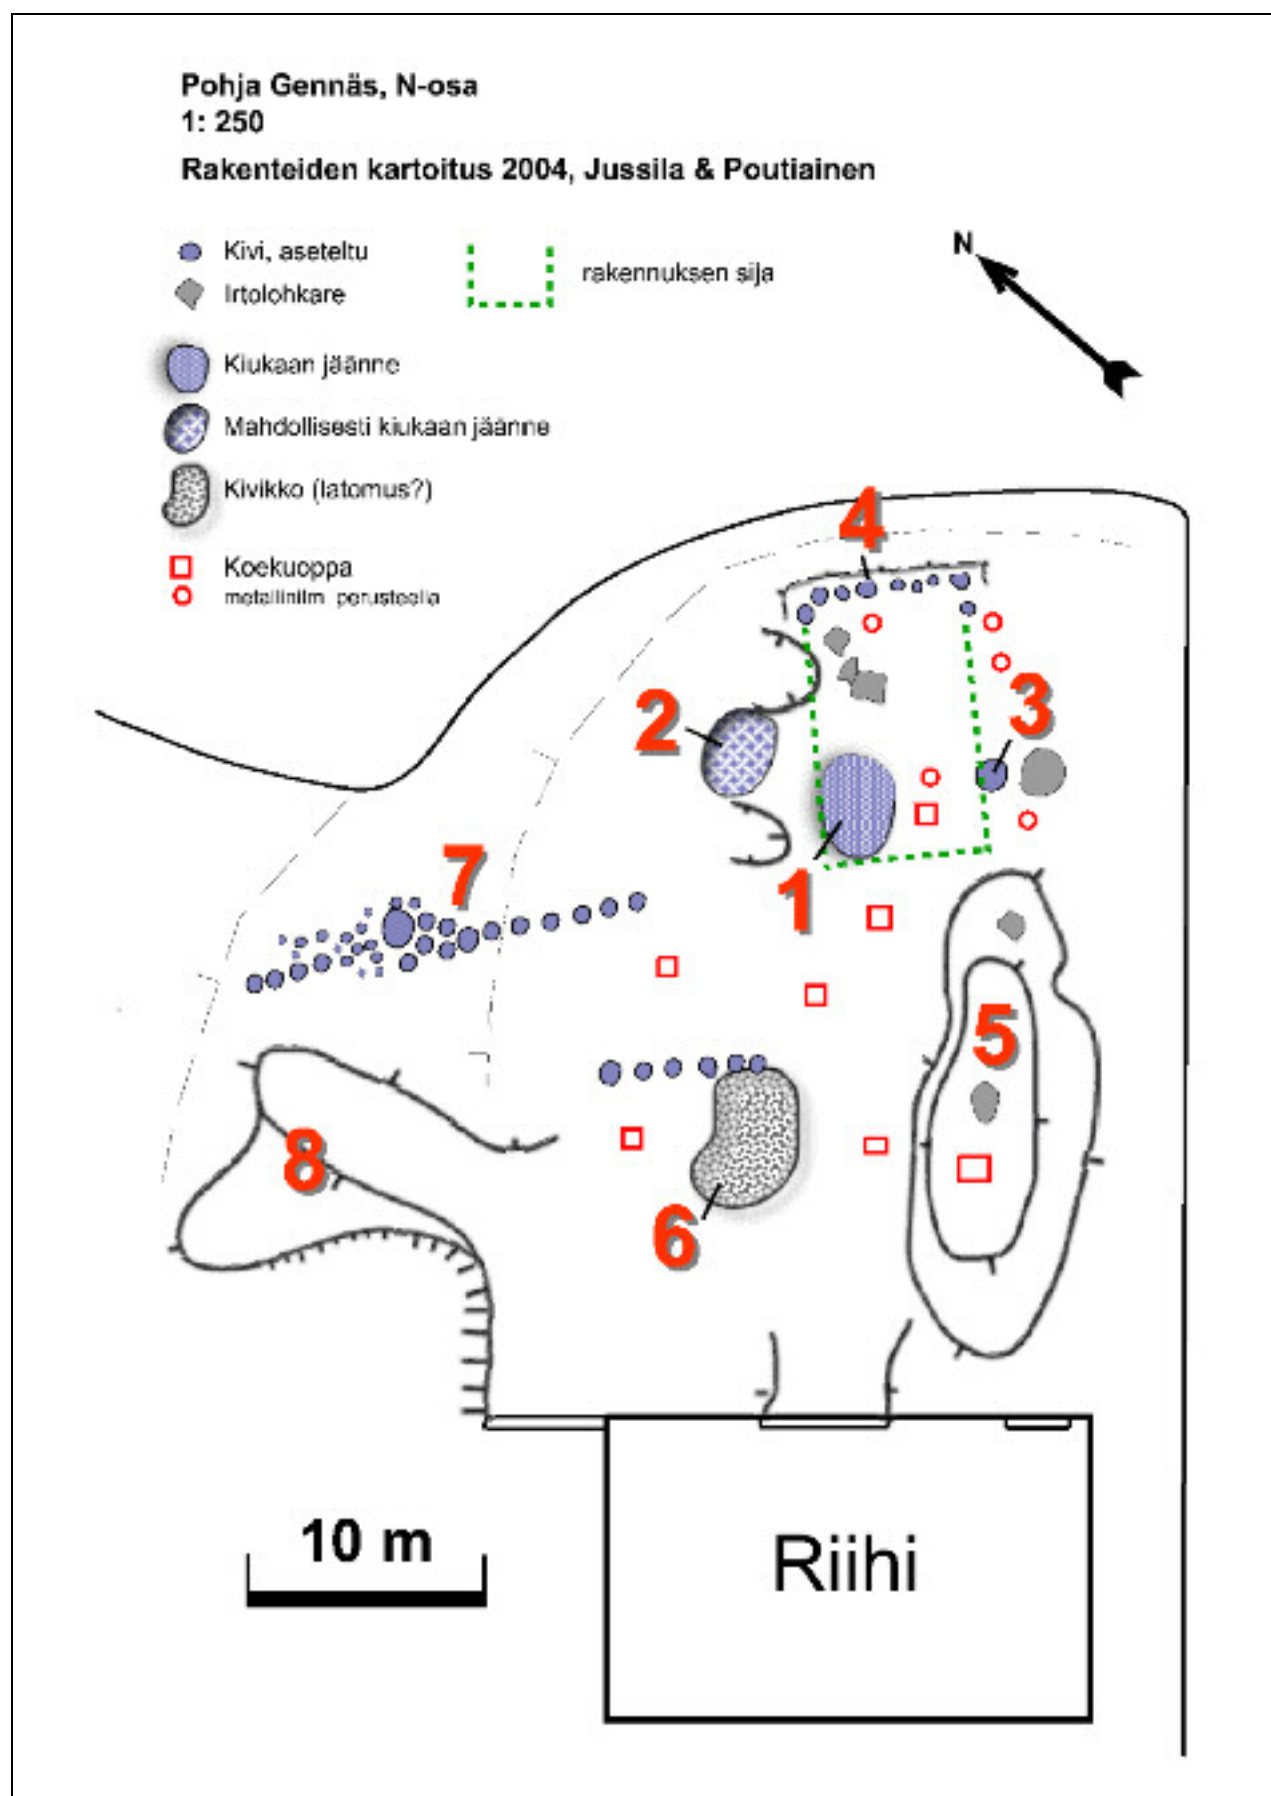 Pohja Gennäs, N-osa
1: 250
Rakenteiden kartoitus 2004, Jussila & Poutiainen
Kivi, aseteltu
Irtolohkare
rakennuksen sija
N
Kiukaan jäänne
Mahdollisesti kiukaan jäänne
Kivikko (latomus?)
Koekuoppa
metallinilm. perusteella
4
2
3
1
7
5
8
6
10 m
Riihi